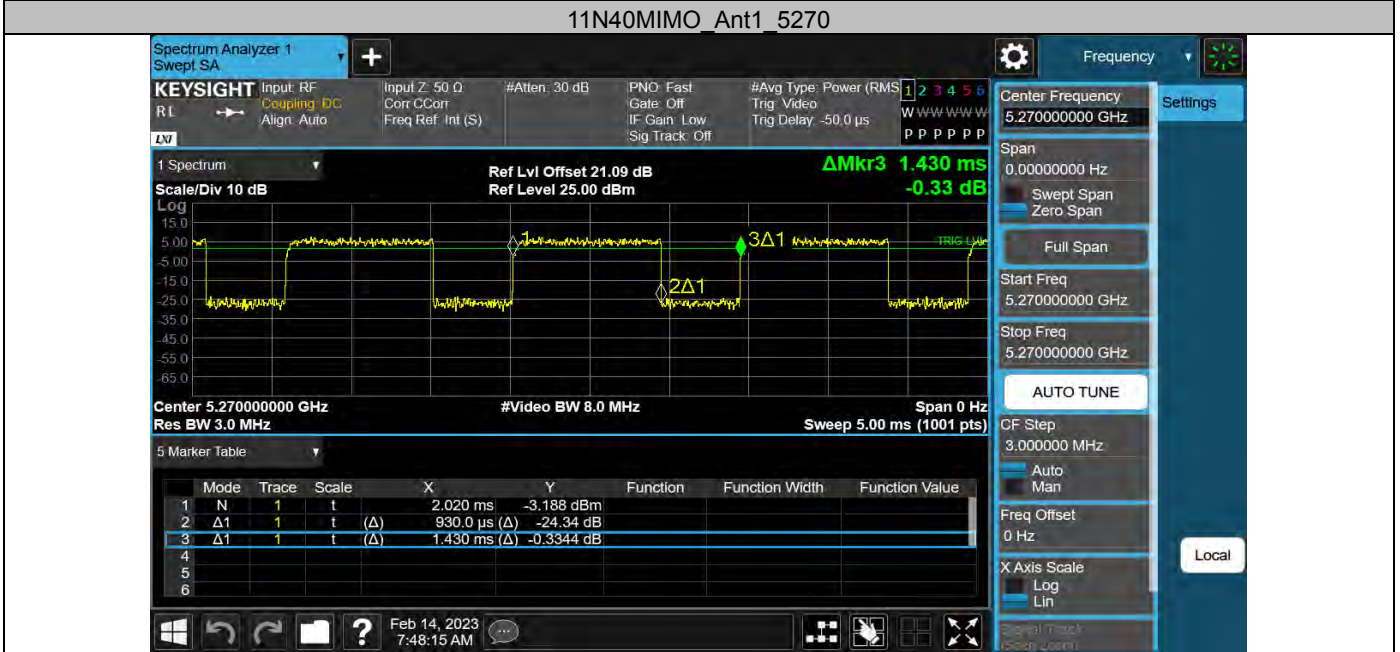 11N40MIMO_Ant1_5270
Spectrum Analyzer 1
Swept SA
Frequency
KEYSIGHT
RL
LXI
Input: RF
Coupling: DC
Align: Auto
Input Z: 50 Ω
Corr CCorr
Freq Ref: Int (S)
#Atten: 30 dB
PNO: Fast
Gate: Off
IF Gain: Low
Sig Track: Off
#Avg Type: Power (RMS
Trig: Video
Trig Delay: -50.0 µs
1 2 3 4 5 6
W W W W W W
P P P P P P
Center Frequency
5.270000000 GHz
Settings
Span
0.00000000 Hz
Swept Span
Zero Span
Full Span
Start Freq
5.270000000 GHz
Stop Freq
5.270000000 GHz
AUTO TUNE
CF Step
3.000000 MHz
Auto
Man
Freq Offset
0 Hz
X Axis Scale
Log
Lin
Signal Track
(Span Zoom)
Local
1 Spectrum
Scale/Div 10 dB
Ref Lvl Offset 21.09 dB
Ref Level 25.00 dBm
ΔMkr3 1.430 ms
-0.33 dB
Log
15.0
5.00
-5.00
-15.0
-25.0
-35.0
-45.0
-55.0
-65.0
1
2Δ1
3Δ1
TRIG LVL
Center 5.270000000 GHz
Res BW 3.0 MHz
#Video BW 8.0 MHz
Span 0 Hz
Sweep 5.00 ms (1001 pts)
5 Marker Table
Mode Trace Scale X Y Function Function Width Function Value
1 N 1 t 2.020 ms -3.188 dBm
2 Δ1 1 t (Δ) 930.0 µs (Δ) -24.34 dB
3 Δ1 1 t (Δ) 1.430 ms (Δ) -0.3344 dB
4
5
6
?
Feb 14, 2023
7:48:15 AM